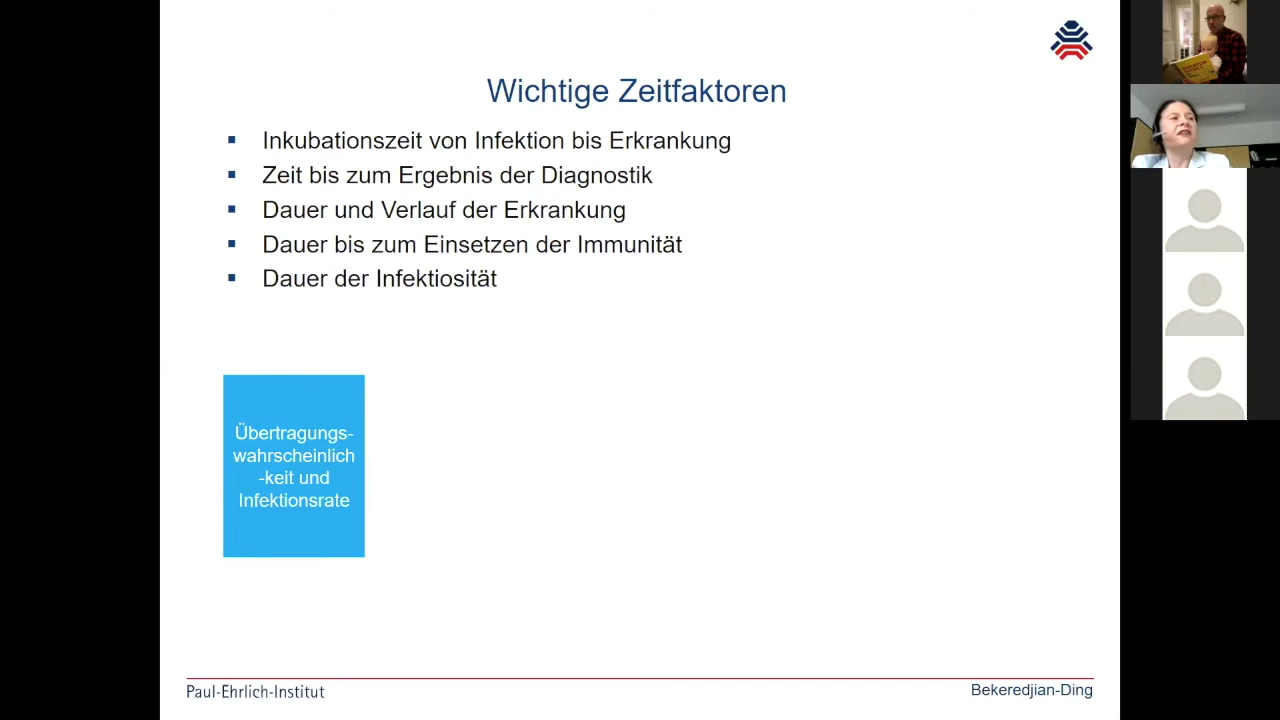 Wichtige Zeitfaktoren
Inkubationszeit von Infektion bis Erkrankung
Zeit bis zum Ergebnis der Diagnostik
Dauer und Verlauf der Erkrankung
Dauer bis zum Einsetzen der Immunität
Dauer der Infektiosität
Übertragungs-
wahrscheinlich
-keit und
Infektionsrate
Paul-Ehrlich-Institut
Bekeredjian-Ding